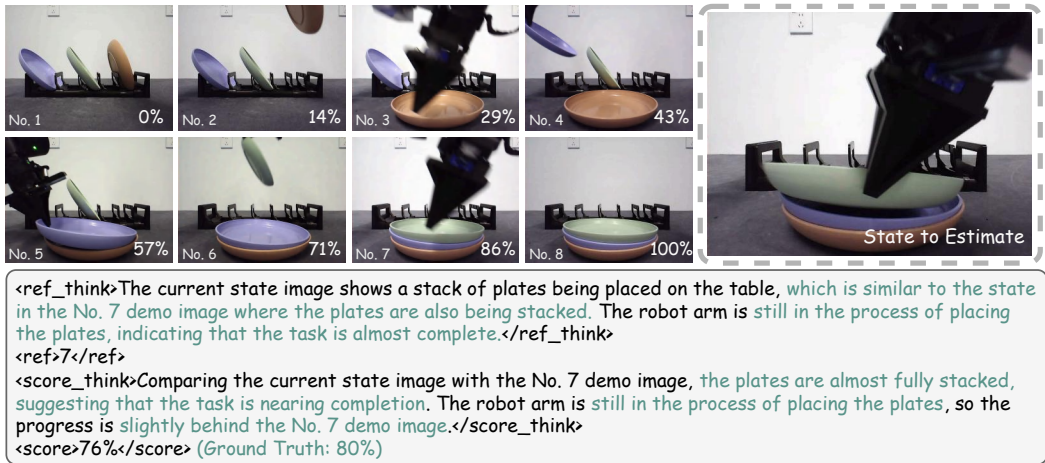 No. 1 0%
No. 2 14%
No. 3 29%
No. 4 43%
No. 5 57%
No. 6 71%
No. 7 86%
No. 8 100%
State to Estimate
<ref_think>The current state image shows a stack of plates being placed on the table, which is similar to the state
in the No. 7 demo image where the plates are also being stacked. The robot arm is still in the process of placing
the plates, indicating that the task is almost complete.</ref_think>
<ref>7</ref>
<score_think>Comparing the current state image with the No. 7 demo image, the plates are almost fully stacked,
suggesting that the task is nearing completion. The robot arm is still in the process of placing the plates, so the
progress is slightly behind the No. 7 demo image.</score_think>
<score>76%</score> (Ground Truth: 80%)